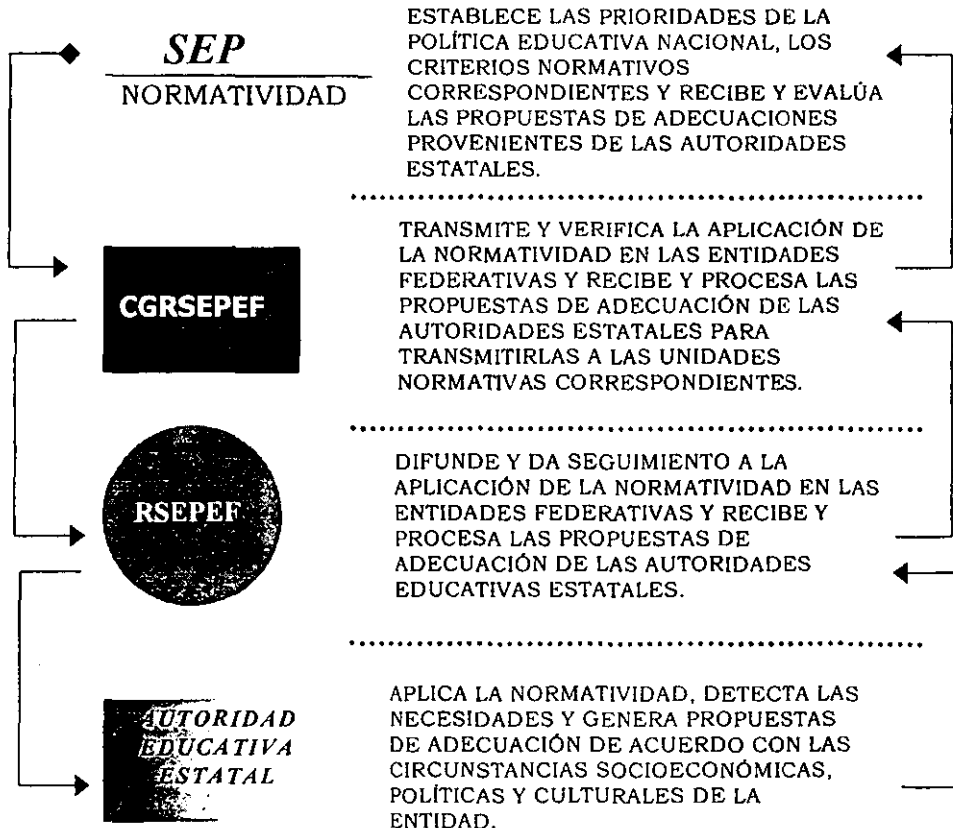 SEP
NORMATIVIDAD
ESTABLECE LAS PRIORIDADES DE LA
POLÍTICA EDUCATIVA NACIONAL, LOS
CRITERIOS NORMATIVOS
CORRESPONDIENTES Y RECIBE Y EVALÚA
LAS PROPUESTAS DE ADECUACIONES
PROVENIENTES DE LAS AUTORIDADES
ESTATALES.
CGRSEPEF
TRANSMITE Y VERIFICA LA APLICACIÓN DE
LA NORMATIVIDAD EN LAS ENTIDADES
FEDERATIVAS Y RECIBE Y PROCESA LAS
PROPUESTAS DE ADECUACIÓN DE LAS
AUTORIDADES ESTATALES PARA
TRANSMITIRLAS A LAS UNIDADES
NORMATIVAS CORRESPONDIENTES.
RSEPEF
DIFUNDE Y DA SEGUIMIENTO A LA
APLICACIÓN DE LA NORMATIVIDAD EN LAS
ENTIDADES FEDERATIVAS Y RECIBE Y
PROCESA LAS PROPUESTAS DE
ADECUACIÓN DE LAS AUTORIDADES
EDUCATIVAS ESTATALES.
AUTORIDAD
EDUCATIVA
ESTATAL
APLICA LA NORMATIVIDAD, DETECTA LAS
NECESIDADES Y GENERA PROPUESTAS
DE ADECUACIÓN DE ACUERDO CON LAS
CIRCUNSTANCIAS SOCIOECONÓMICAS,
POLÍTICAS Y CULTURALES DE LA
ENTIDAD.